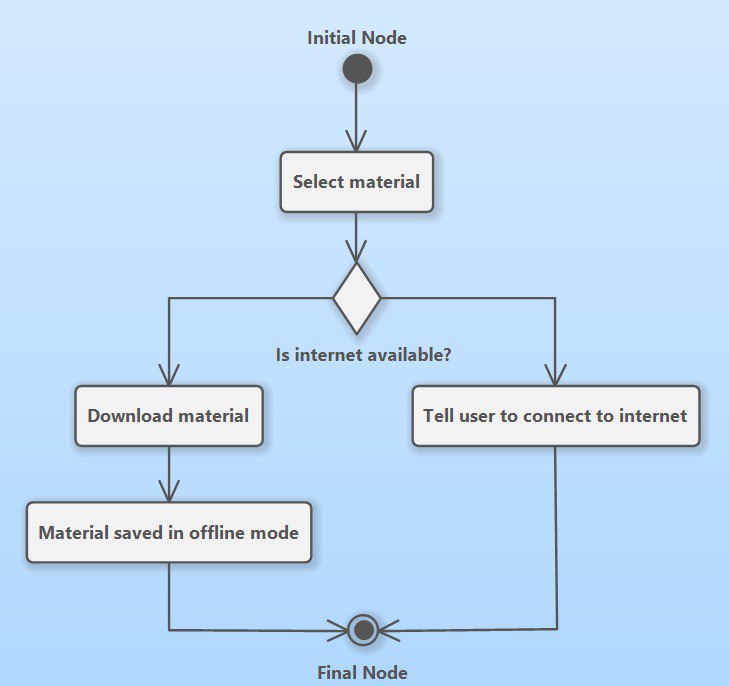 Initial Node
Select material
Is internet available?
Download material
Tell user to connect to internet
Material saved in offline mode
Final Node